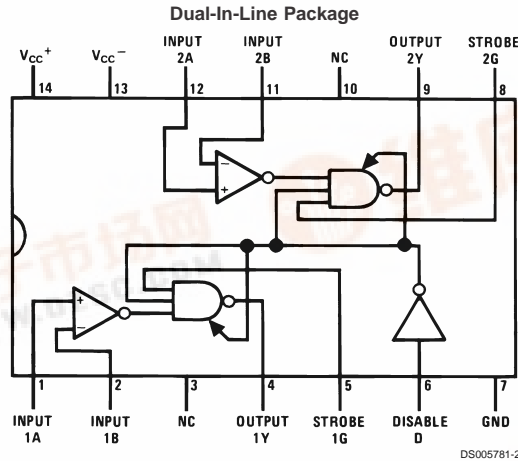 Dual-In-Line Package
VCC+
VCC−
INPUT 2A
INPUT 2B
NC
OUTPUT 2Y
STROBE 2G
14
13
12
11
10
9
8
−
+
+
−
1
2
3
4
5
6
7
INPUT 1A
INPUT 1B
NC
OUTPUT 1Y
STROBE 1G
DISABLE D
GND
DS005781-2